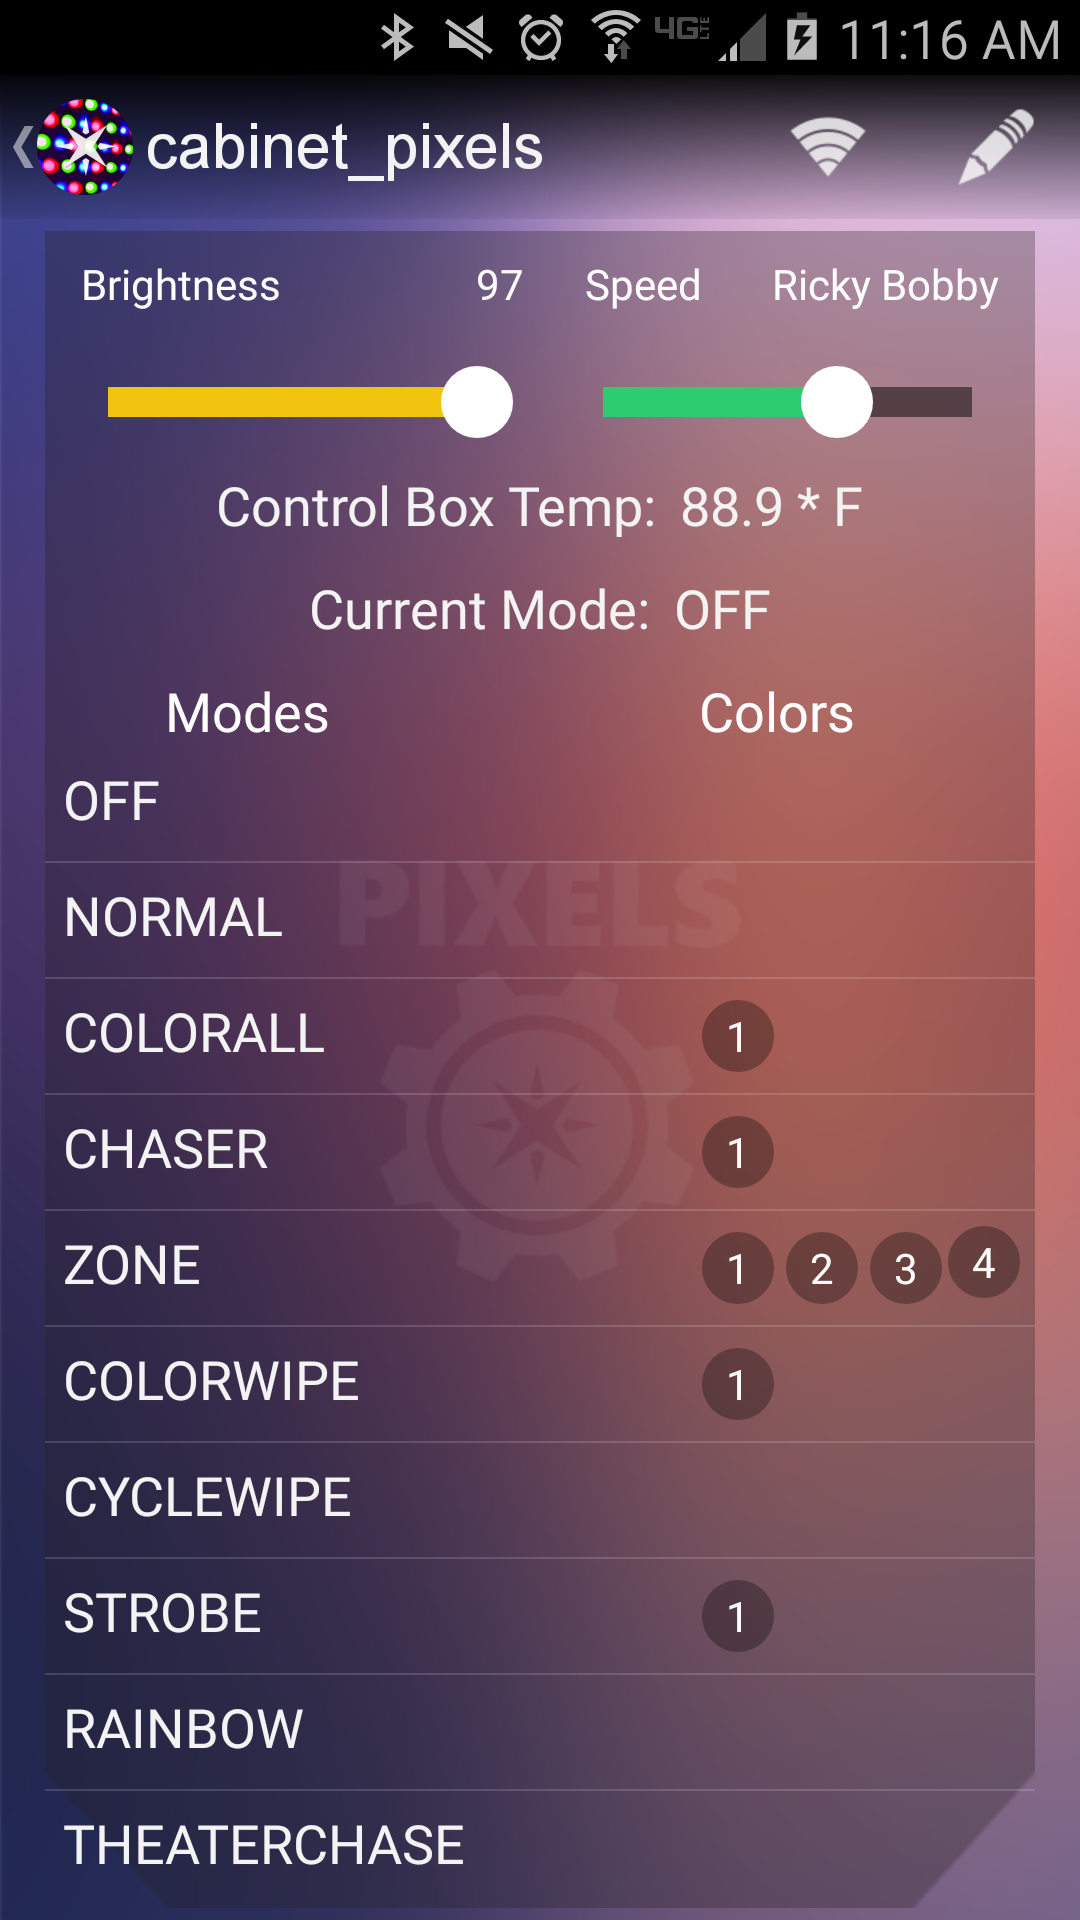 4G LTE 11:16 AM
cabinet_pixels
Brightness 97 Speed Ricky Bobby
Control Box Temp: 88.9 * F
Current Mode: OFF
Modes Colors
OFF
PIXELS
NORMAL
COLORALL 1
CHASER 1
ZONE 1 2 3 4
COLORWIPE 1
CYCLEWIPE
STROBE 1
RAINBOW
THEATERCHASE